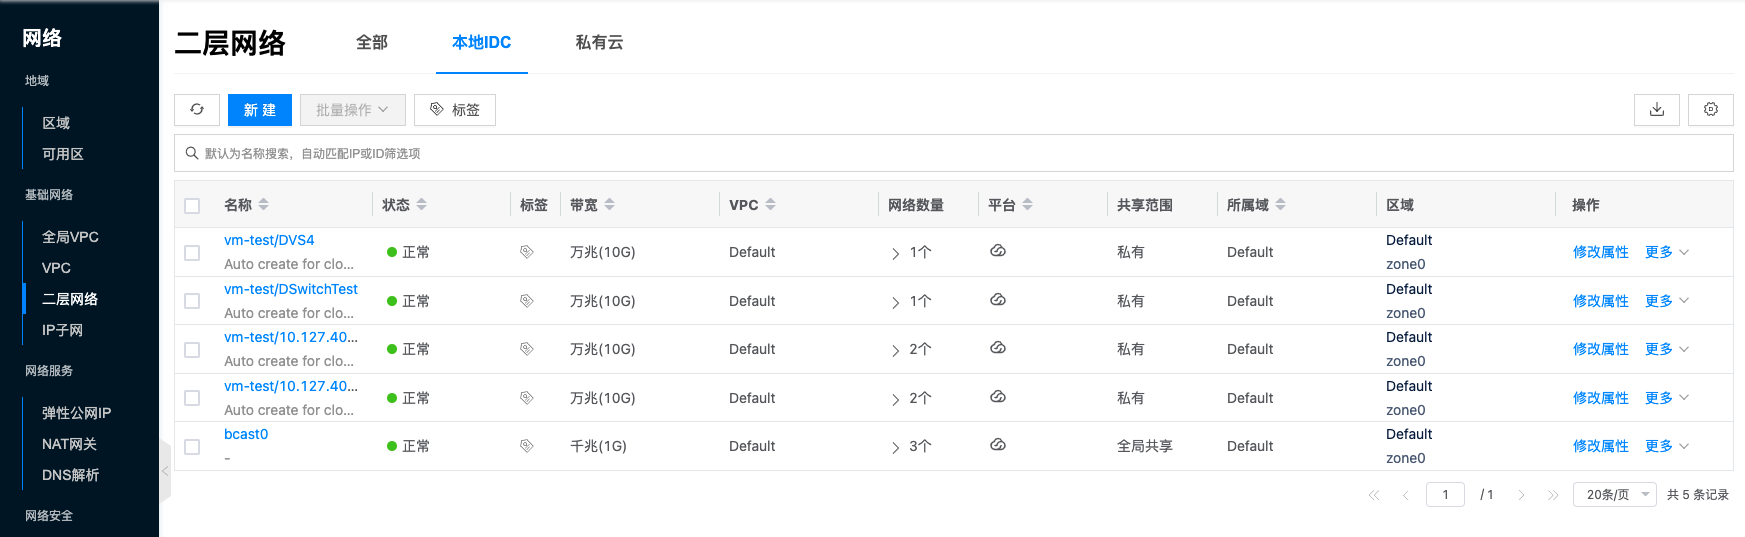 网络
地域
区域
可用区
基础网络
全局VPC
VPC
二层网络
IP子网
网络服务
弹性公网IP
NAT网关
DNS解析
网络安全
二层网络 全部 本地IDC 私有云
新 建 批量操作 标签
默认为名称搜索，自动匹配IP或ID筛选项
名称 状态 标签 带宽 VPC 网络数量 平台 共享范围 所属域 区域 操作
vm-test/DVS4 Default
正常 万兆(10G) Default 1个 私有 Default 修改属性 更多
Auto create for clo... zone0
vm-test/DSwitchTest Default
正常 万兆(10G) Default 1个 私有 Default 修改属性 更多
Auto create for clo... zone0
vm-test/10.127.40... Default
正常 万兆(10G) Default 2个 私有 Default 修改属性 更多
Auto create for clo... zone0
vm-test/10.127.40... Default
正常 万兆(10G) Default 2个 私有 Default 修改属性 更多
Auto create for clo... zone0
bcast0 Default
正常 千兆(1G) Default 3个 全局共享 Default 修改属性 更多
- zone0
1 / 1 20条/页 共 5 条记录